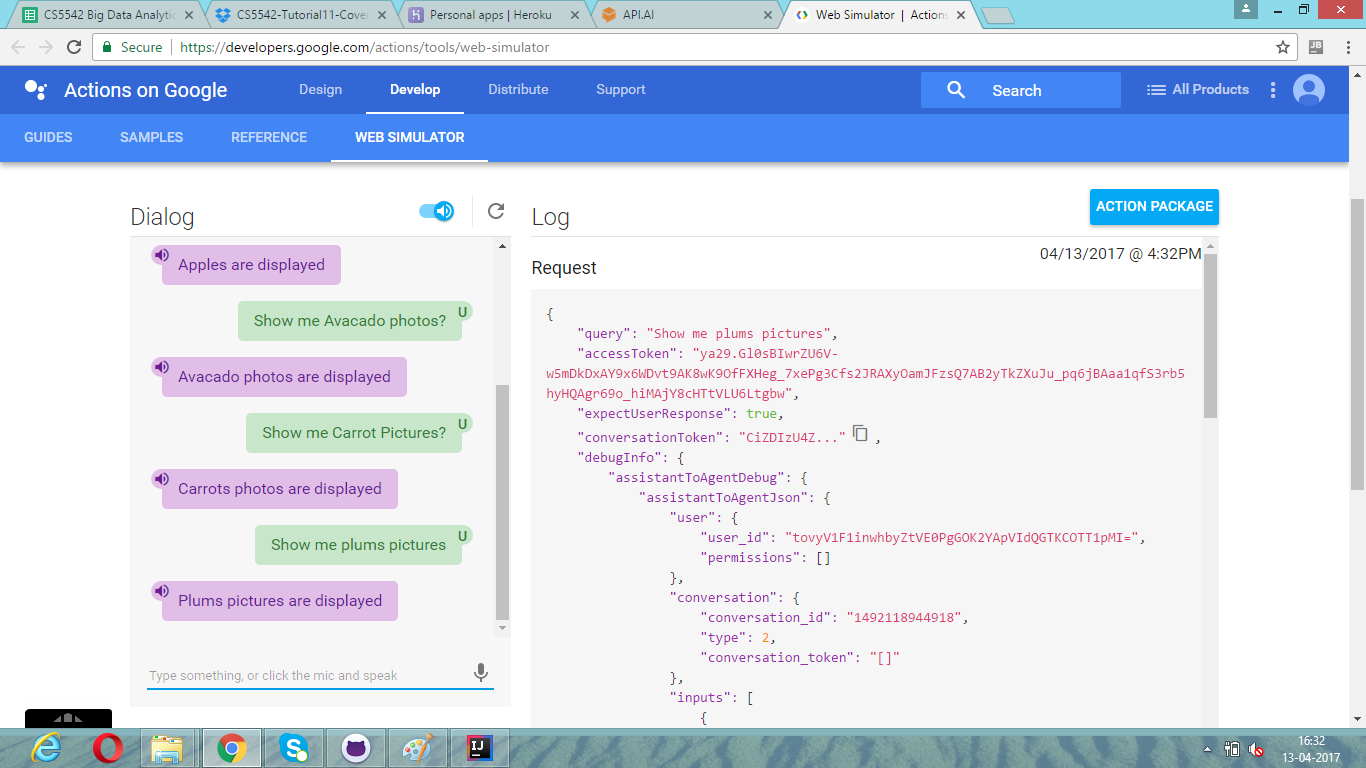 CS5542 Big Data Analytic
CS5542-Tutorial11-Cover
Personal apps | Heroku
API.AI
Web Simulator | Actions
Secure
https://developers.google.com/actions/tools/web-simulator
JB
Actions on Google
Design
Develop
Distribute
Support
Search
All Products
GUIDES
SAMPLES
REFERENCE
WEB SIMULATOR
Dialog
Apples are displayed
Show me Avacado photos?
U
Avacado photos are displayed
Show me Carrot Pictures?
U
Carrots photos are displayed
Show me plums pictures
U
Plums pictures are displayed
Type something, or click the mic and speak
Log
ACTION PACKAGE
04/13/2017 @ 4:32PM
Request
{
"query": "Show me plums pictures",
"accessToken": "ya29.Gl0sBIwrZU6V-
w5mDkDxAY9x6WDvt9AK8wK9OfFXHeg_7xePg3Cfs2JRAXyOamJFzsQ7AB2yTkZXuJu_pq6jBAaa1qfS3rb5
hyHQAgr69o_hiMAjY8cHTtVLU6Ltgbw",
"expectUserResponse": true,
"conversationToken": "CiZDIzU4Z..." ,
"debugInfo": {
"assistantToAgentDebug": {
"assistantToAgentJson": {
"user": {
"user_id": "tovyV1F1inwhbyZtVE0PgGOK2YApVIdQGTKCOTT1pMI=",
"permissions": []
},
"conversation": {
"conversation_id": "1492118944918",
"type": 2,
"conversation_token": "[]"
},
"inputs": [
{
IJ
16:32
13-04-2017